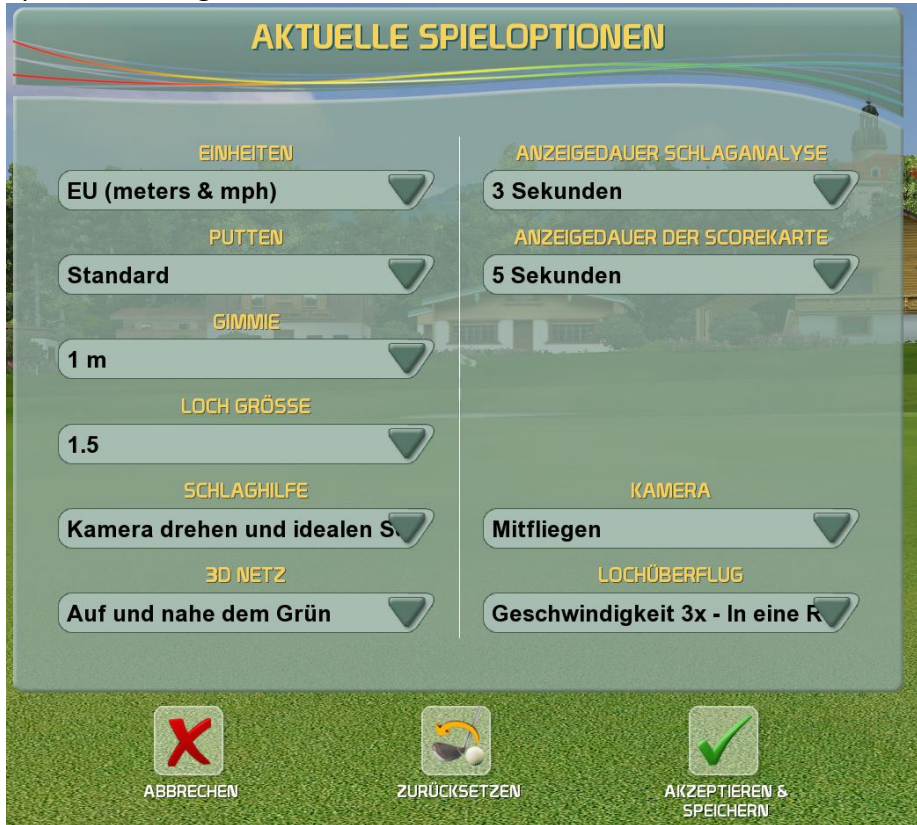 AKTUELLE SPIELOPTIONEN
EINHEITEN
EU (meters & mph)
PUTTEN
Standard
GIMMIE
1 m
LOCH GRÖSSE
1.5
SCHLAGHILFE
Kamera drehen und idealen
3D NETZ
Auf und nahe dem Grün
ANZEIGEDAUER SCHLAGANALYSE
3 Sekunden
ANZEIGEDAUER DER SCOREKARTE
5 Sekunden
KAMERA
Mitfliegen
LOCHÜBERFLUG
Geschwindigkeit 3x - In eine
ABBRECHEN
ZURÜCKSETZEN
AKZEPTIEREN &
SPEICHERN